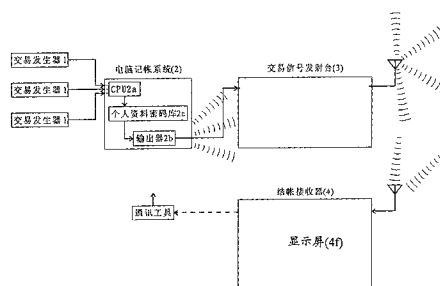 电脑记帐系统(2)
交易信号发射台(3)
交易发生器1
CPU2a
交易发生器1
个人资料密码库2c
交易发生器1
输出器2b
结帐接收器(4)
通讯工具
显示屏(4f)